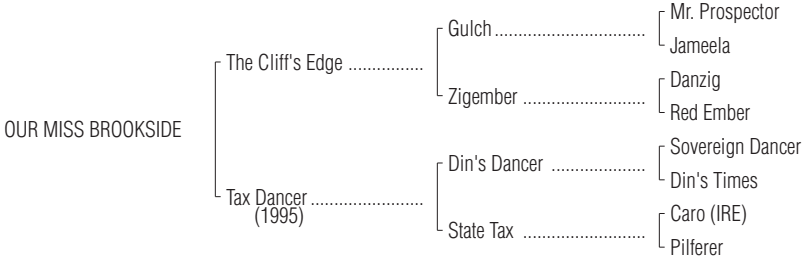 Mr. Prospector
Gulch ................................
Jameela
The Cliff's Edge ................
Danzig
Zigember ..........................
Red Ember
OUR MISS BROOKSIDE
Sovereign Dancer
Din's Dancer ....................
Din's Times
Tax Dancer ........................
(1995)
Caro (IRE)
State Tax ..........................
Pilferer